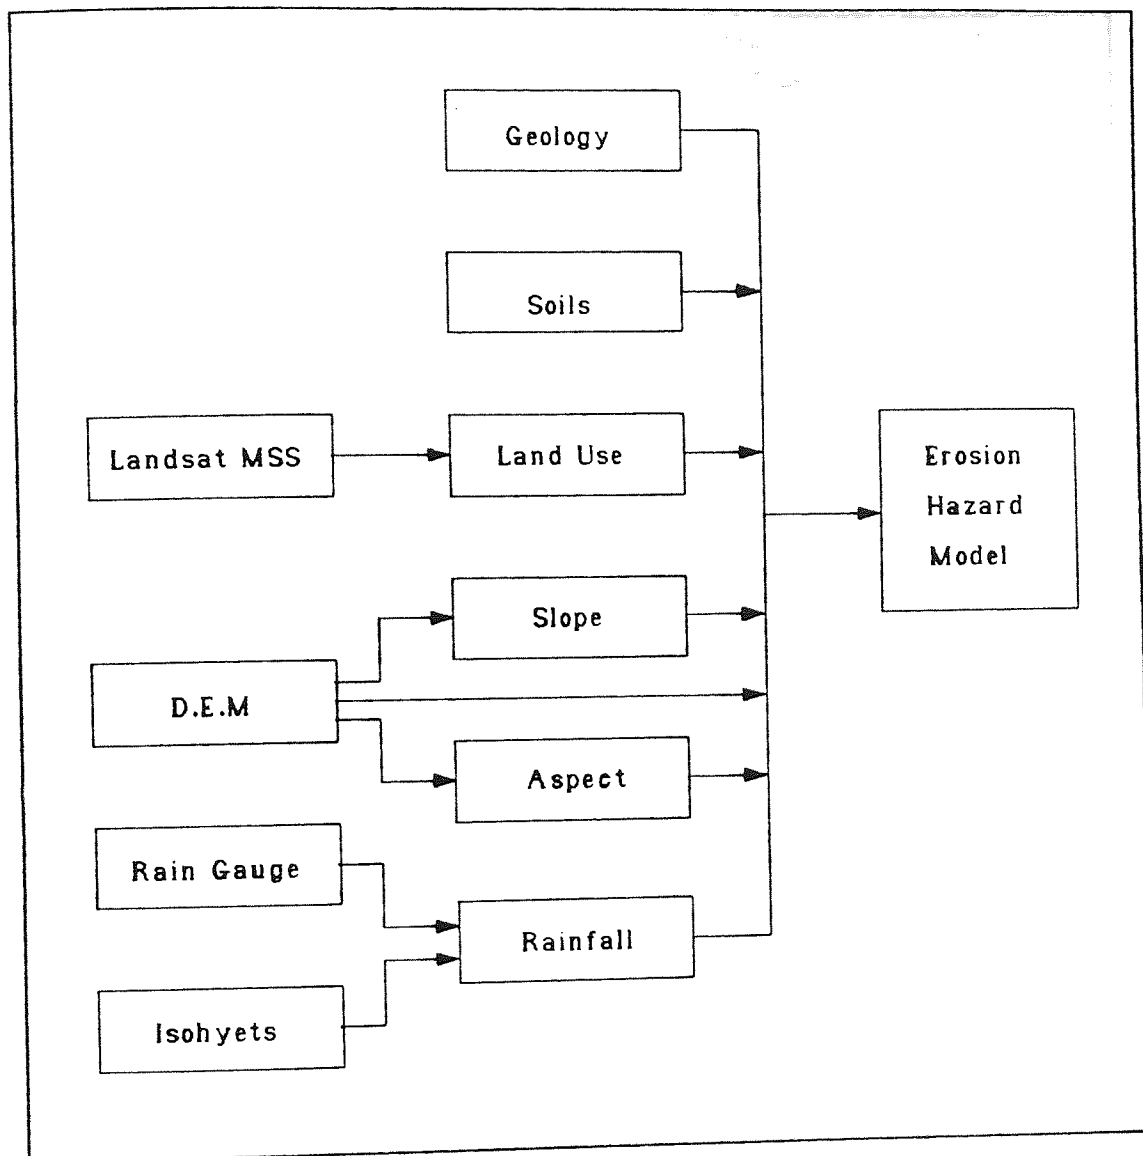 Geology
Soils
Landsat MSS
Land Use
Erosion
Hazard
Model
Slope
D.E.M
Aspect
Rain Gauge
Rainfall
Isohyets